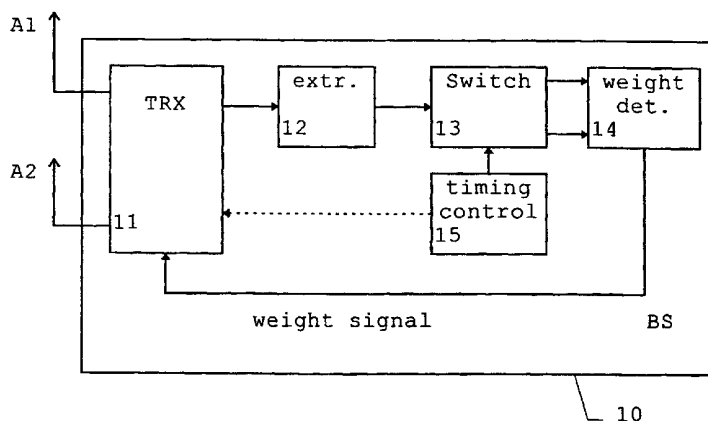 A1
TRX
11
extr.
12
Switch
13
weight
det.
14
A2
timing
control
15
weight signal
BS
10